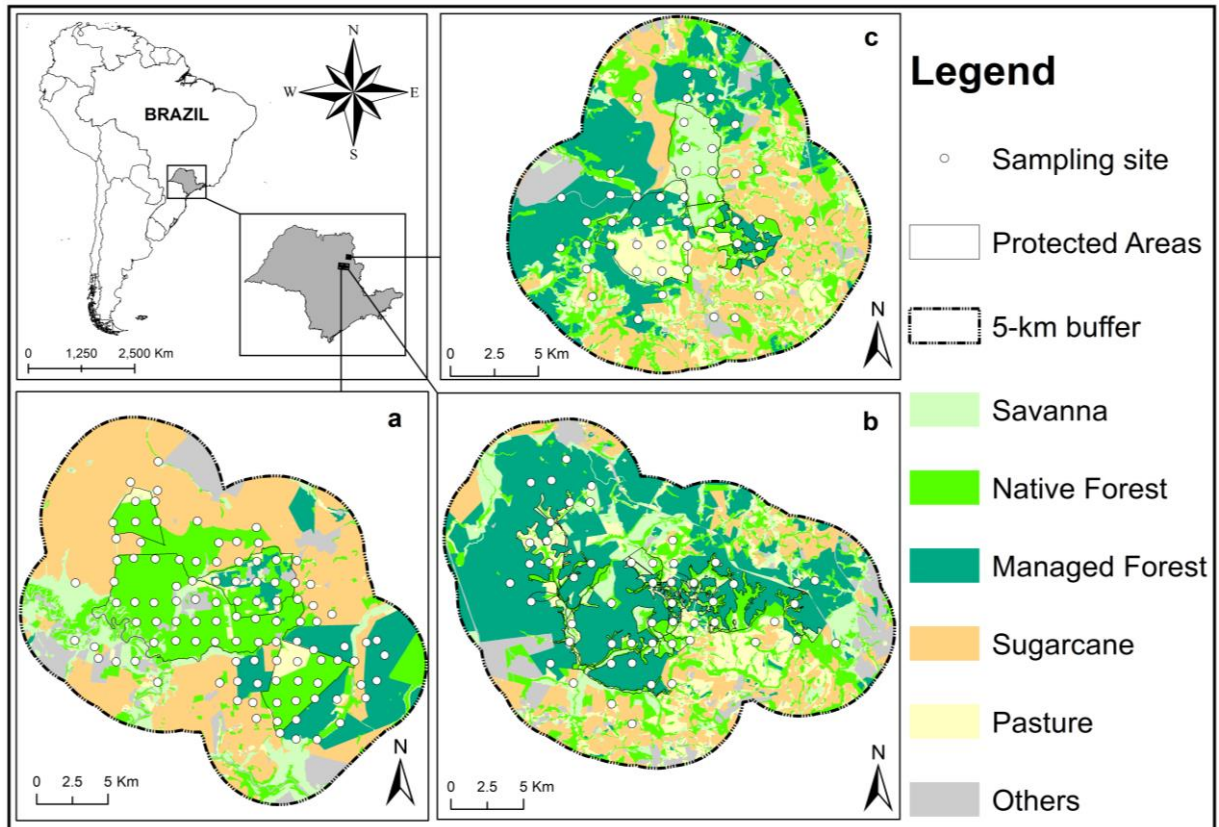 BRAZIL
N
W
E
S
0 1,250 2,500 Km
c
N
0 2.5 5 Km
a
N
0 2.5 5 Km
b
N
0 2.5 5 Km
Legend
Sampling site
Protected Areas
5-km buffer
Savanna
Native Forest
Managed Forest
Sugarcane
Pasture
Others